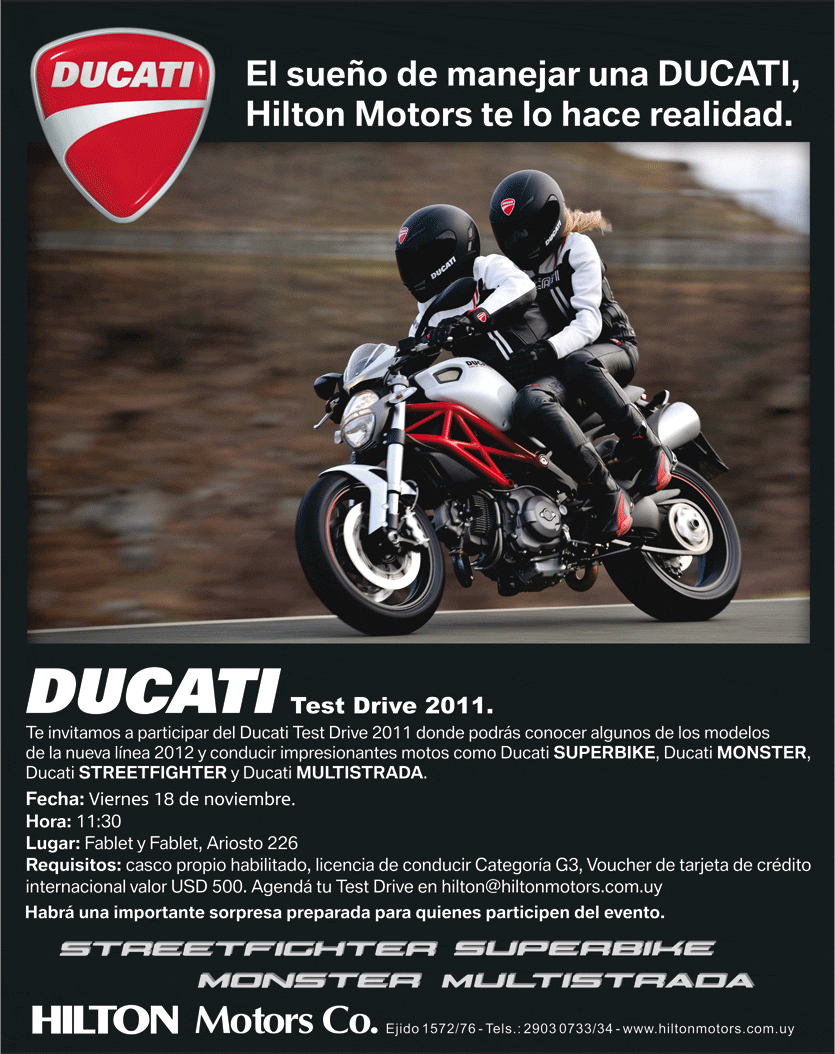 DUCATI
El sueño de manejar una DUCATI,
Hilton Motors te lo hace realidad.
DUCATI
DUCATI
DUCATI
DUCATI Test Drive 2011.
Te invitamos a participar del Ducati Test Drive 2011 donde podrás conocer algunos de los modelos
de la nueva línea 2012 y conducir impresionantes motos como Ducati SUPERBIKE, Ducati MONSTER,
Ducati STREETFIGHTER y Ducati MULTISTRADA.
Fecha: Viernes 18 de noviembre.
Hora: 11:30
Lugar: Fablet y Fablet, Ariosto 226
Requisitos: casco propio habilitado, licencia de conducir Categoría G3, Voucher de tarjeta de crédito
internacional valor USD 500. Agendá tu Test Drive en hilton@hiltonmotors.com.uy
Habrá una importante sorpresa preparada para quienes participen del evento.
STREETFIGHTER SUPERBIKE
MONSTER MULTISTRADA
HILTON Motors Co. Ejido 1572/76 - Tels.: 2903 0733/34 - www.hiltonmotors.com.uy